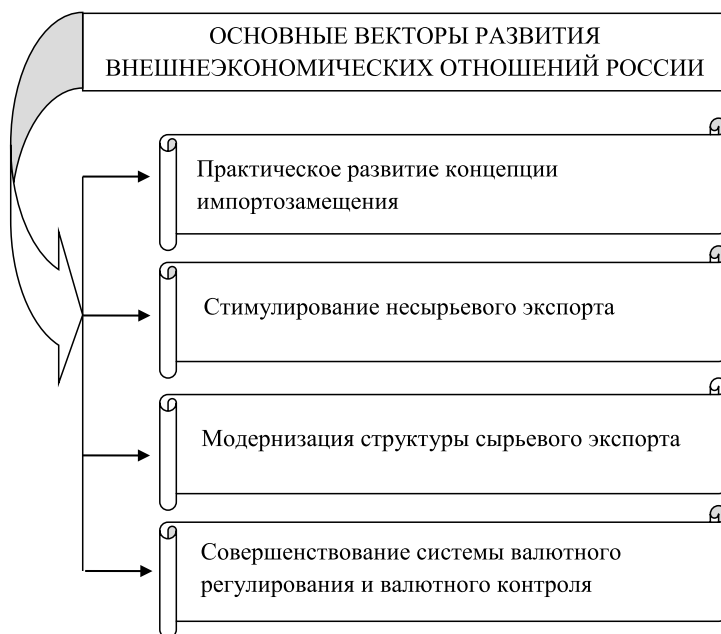 ОСНОВНЫЕ ВЕКТОРЫ РАЗВИТИЯ
ВНЕШНЕЭКОНОМИЧЕСКИХ ОТНОШЕНИЙ РОССИИ
Практическое развитие концепции
импортозамещения
Стимулирование несырьевого экспорта
Модернизация структуры сырьевого экспорта
Совершенствование системы валютного
регулирования и валютного контроля